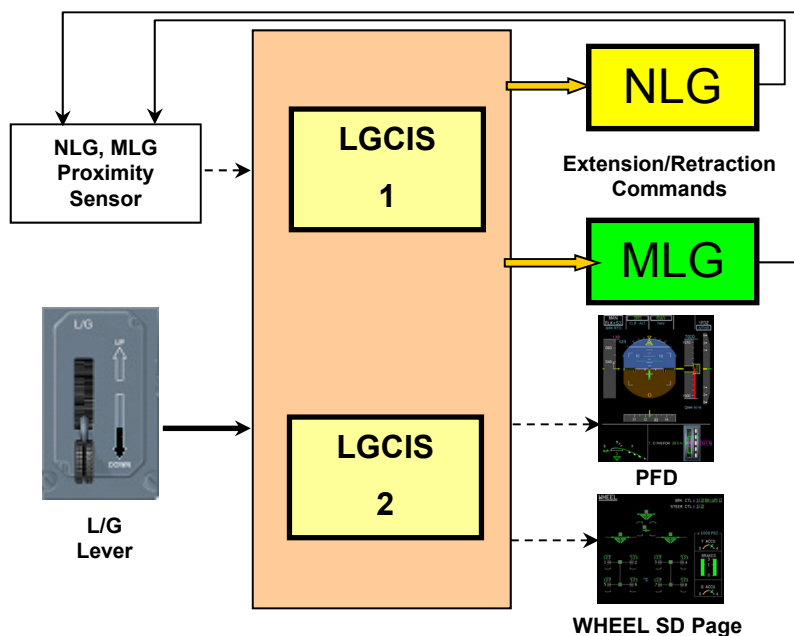 NLG
NLG, MLG
Proximity
Sensor
LGCIS
1
Extension/Retraction
Commands
MLG
L/G
UP
DOWN
LGCIS
2
PFD
L/G
Lever
WHEEL
WHEEL SD Page